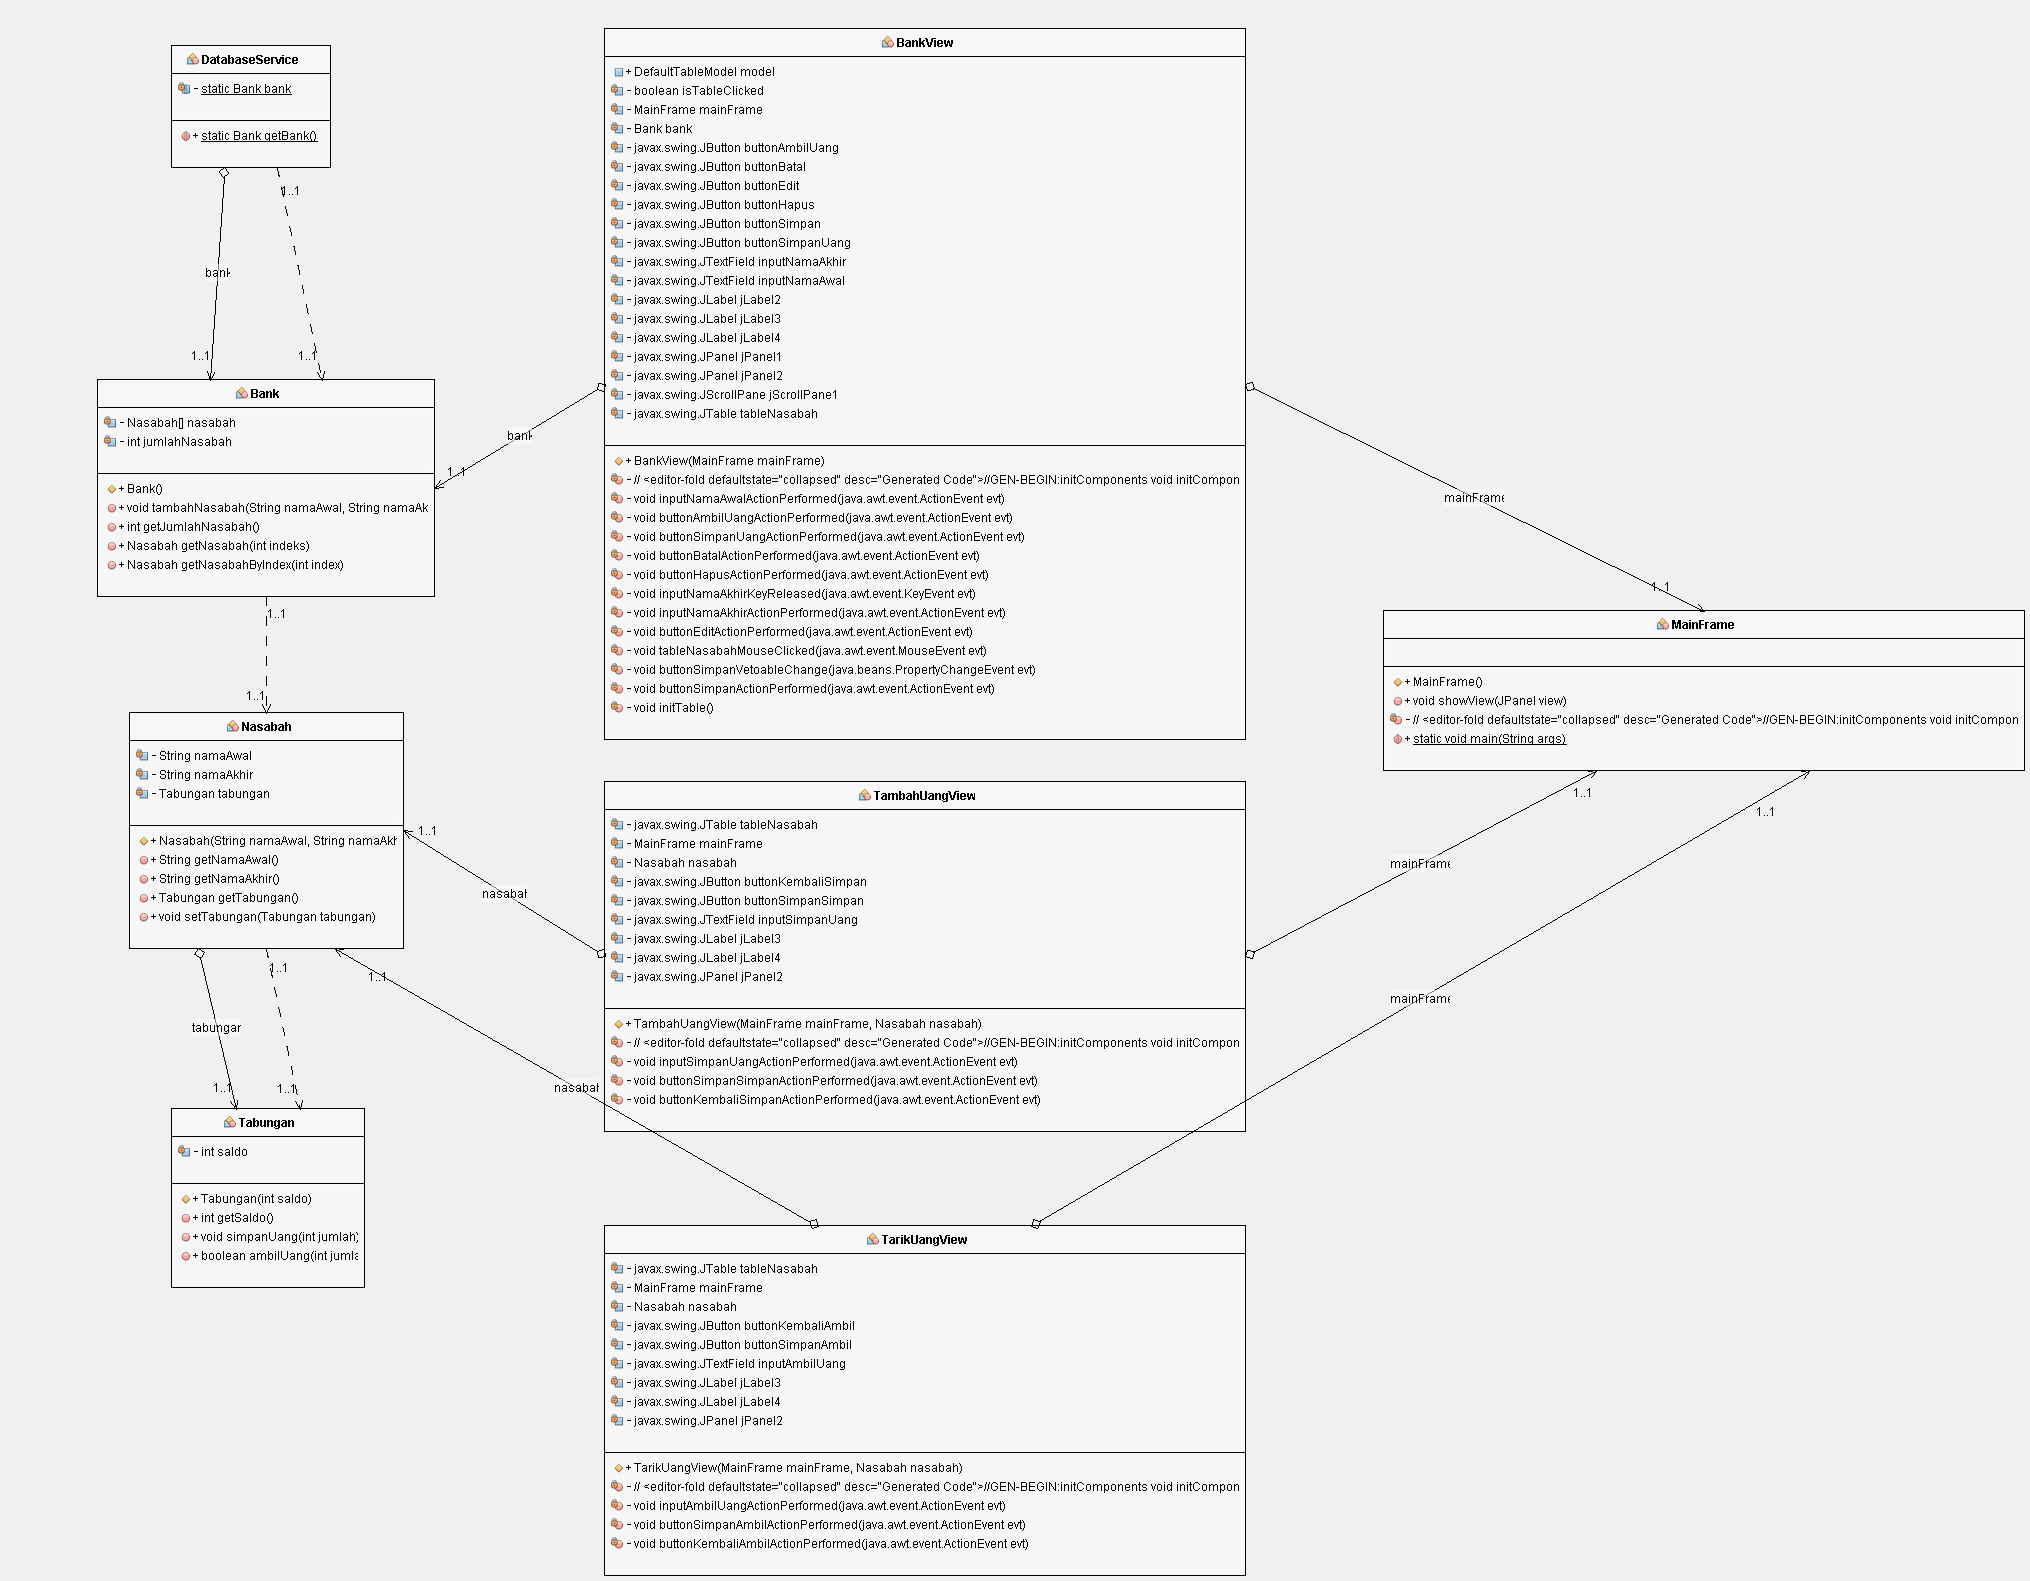 DatabaseService
- static Bank bank
+ static Bank getBank()
1..1
bank
1..1
1..1
Bank
- Nasabah[] nasabah
- int jumlahNasabah
+ Bank()
+ void tambahNasabah(String namaAwal, String namaAk
+ int getJumlahNasabah()
+ Nasabah getNasabah(int indeks)
+ Nasabah getNasabahByIndex(int index)
1..1
1..1
Nasabah
- String namaAwal
- String namaAkhir
- Tabungan tabungan
+ Nasabah(String namaAwal, String namaAkh
+ String getNamaAwal()
+ String getNamaAkhir()
+ Tabungan getTabungan()
+ void setTabungan(Tabungan tabungan)
1..1
tabungan
1..1
1..1
Tabungan
- int saldo
+ Tabungan(int saldo)
+ int getSaldo()
+ void simpanUang(int jumlah)
+ boolean ambilUang(int jumla
BankView
+ DefaultTableModel model
- boolean isTableClicked
- MainFrame mainFrame
- Bank bank
- javax.swing.JButton buttonAmbilUang
- javax.swing.JButton buttonBatal
- javax.swing.JButton buttonEdit
- javax.swing.JButton buttonHapus
- javax.swing.JButton buttonSimpan
- javax.swing.JButton buttonSimpanUang
- javax.swing.JTextField inputNamaAkhir
- javax.swing.JTextField inputNamaAwal
- javax.swing.JLabel jLabel2
- javax.swing.JLabel jLabel3
- javax.swing.JLabel jLabel4
- javax.swing.JPanel jPanel1
- javax.swing.JPanel jPanel2
- javax.swing.JScrollPane jScrollPane1
- javax.swing.JTable tableNasabah
+ BankView(MainFrame mainFrame)
- // <editor-fold defaultstate="collapsed" desc="Generated Code">//GEN-BEGIN:initComponents void initCompon
- void inputNamaAwalActionPerformed(java.awt.event.ActionEvent evt)
- void buttonAmbilUangActionPerformed(java.awt.event.ActionEvent evt)
- void buttonSimpanUangActionPerformed(java.awt.event.ActionEvent evt)
- void buttonBatalActionPerformed(java.awt.event.ActionEvent evt)
- void buttonHapusActionPerformed(java.awt.event.ActionEvent evt)
- void inputNamaAkhirKeyReleased(java.awt.event.KeyEvent evt)
- void inputNamaAkhirActionPerformed(java.awt.event.ActionEvent evt)
- void buttonEditActionPerformed(java.awt.event.ActionEvent evt)
- void tableNasabahMouseClicked(java.awt.event.MouseEvent evt)
- void buttonSimpanVetoableChange(java.beans.PropertyChangeEvent evt)
- void buttonSimpanActionPerformed(java.awt.event.ActionEvent evt)
- void initTable()
bank
1..1
mainFrame
1..1
MainFrame
+ MainFrame()
+ void showView(JPanel view)
- // <editor-fold defaultstate="collapsed" desc="Generated Code">//GEN-BEGIN:initComponents void initCompon
+ static void main(String args)
1..1
1..1
mainFrame
mainFrame
TambahUangView
- javax.swing.JTable tableNasabah
- MainFrame mainFrame
- Nasabah nasabah
- javax.swing.JButton buttonKembaliSimpan
- javax.swing.JButton buttonSimpanSimpan
- javax.swing.JTextField inputSimpanUang
- javax.swing.JLabel jLabel3
- javax.swing.JLabel jLabel4
- javax.swing.JPanel jPanel2
+ TambahUangView(MainFrame mainFrame, Nasabah nasabah)
- // <editor-fold defaultstate="collapsed" desc="Generated Code">//GEN-BEGIN:initComponents void initCompon
- void inputSimpanUangActionPerformed(java.awt.event.ActionEvent evt)
- void buttonSimpanSimpanActionPerformed(java.awt.event.ActionEvent evt)
- void buttonKembaliSimpanActionPerformed(java.awt.event.ActionEvent evt)
1..1
nasabah
1..1
nasabah
TarikUangView
- javax.swing.JTable tableNasabah
- MainFrame mainFrame
- Nasabah nasabah
- javax.swing.JButton buttonKembaliAmbil
- javax.swing.JButton buttonSimpanAmbil
- javax.swing.JTextField inputAmbilUang
- javax.swing.JLabel jLabel3
- javax.swing.JLabel jLabel4
- javax.swing.JPanel jPanel2
+ TarikUangView(MainFrame mainFrame, Nasabah nasabah)
- // <editor-fold defaultstate="collapsed" desc="Generated Code">//GEN-BEGIN:initComponents void initCompon
- void inputAmbilUangActionPerformed(java.awt.event.ActionEvent evt)
- void buttonSimpanAmbilActionPerformed(java.awt.event.ActionEvent evt)
- void buttonKembaliAmbilActionPerformed(java.awt.event.ActionEvent evt)